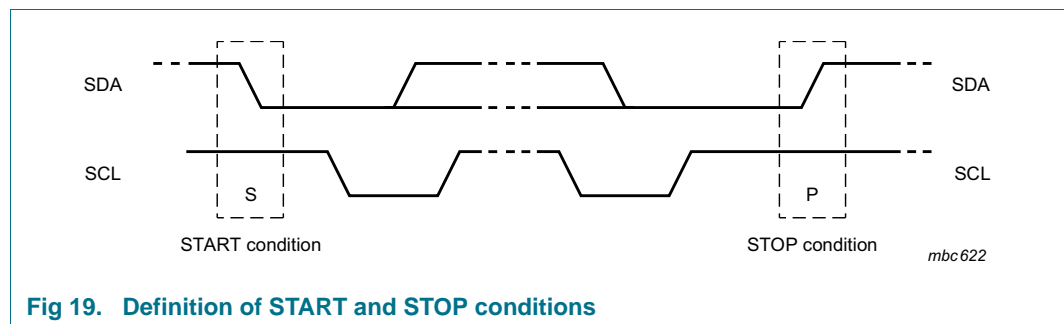 SDA
SDA
SCL
SCL
S
P
START condition
STOP condition
mbc622
Fig 19. Definition of START and STOP conditions